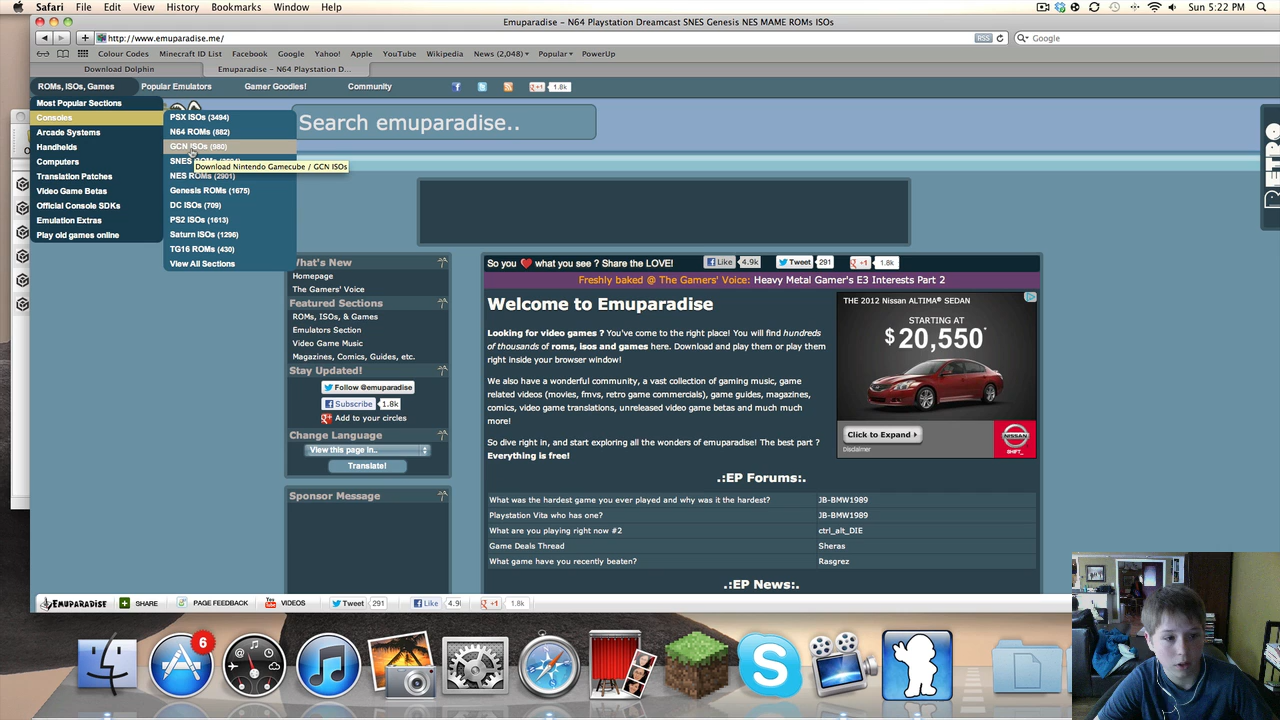 Safari File Edit View History Bookmarks Window Help
Sun 5:22 PM
Emuparadise – N64 Playstation Dreamcast SNES Genesis NES MAME ROMs ISOs
http://www.emuparadise.me/
RSS
Google
Colour Codes Minecraft ID List Facebook Google Yahoo! Apple YouTube Wikipedia News (2,048) Popular PowerUp
Download Dolphin
Emuparadise – N64 Playstation D...
ROMs, ISOs, Games Popular Emulators Gamer Goodies! Community
+1 1.8k
Most Popular Sections
Consoles
Arcade Systems
Handhelds
Computers
Translation Patches
Video Game Betas
Official Console SDKs
Emulation Extras
Play old games online
PSX ISOs (3494)
N64 ROMs (882)
GCN ISOs (980)
SNES
Download Nintendo Gamecube / GCN ISOs
NES ROMs (2901)
Genesis ROMs (1675)
DC ISOs (709)
PS2 ISOs (1613)
Saturn ISOs (1296)
TG16 ROMs (430)
View All Sections
Search emuparadise..
What's New
Homepage
The Gamers' Voice
Featured Sections
ROMs, ISOs, & Games
Emulators Section
Video Game Music
Magazines, Comics, Guides, etc.
Stay Updated!
Follow @emuparadise
Subscribe 1.8k
Add to your circles
Change Language
View this page in..
Translate!
Sponsor Message
So you what you see ? Share the LOVE! Like 4.9k Tweet 291 +1 1.8k
Freshly baked @ The Gamers' Voice: Heavy Metal Gamer's E3 Interests Part 2
Welcome to Emuparadise
Looking for video games ? You've come to the right place! You will find hundreds
of thousands of roms, isos and games here. Download and play them or play them
right inside your browser window!
We also have a wonderful community, a vast collection of gaming music, game
related videos (movies, fmvs, retro game commercials), game guides, magazines,
comics, video game translations, unreleased video game betas and much much
more!
So dive right in, and start exploring all the wonders of emuparadise! The best part ?
Everything is free!
THE 2012 NISSAN ALTIMA® SEDAN
STARTING AT
$20,550*
Click to Expand
Disclaimer
NISSAN
SHIFT_
.:EP Forums:.
What was the hardest game you ever played and why was it the hardest? JB-BMW1989
Playstation Vita who has one? JB-BMW1989
What are you playing right now #2 ctrl_alt_DIE
Game Deals Thread Sheras
What game have you recently beaten? Rasgrez
.:EP News:.
EMUPARADISE SHARE PAGE FEEDBACK VIDEOS Tweet 291 Like 4.9 +1 1.8k
6